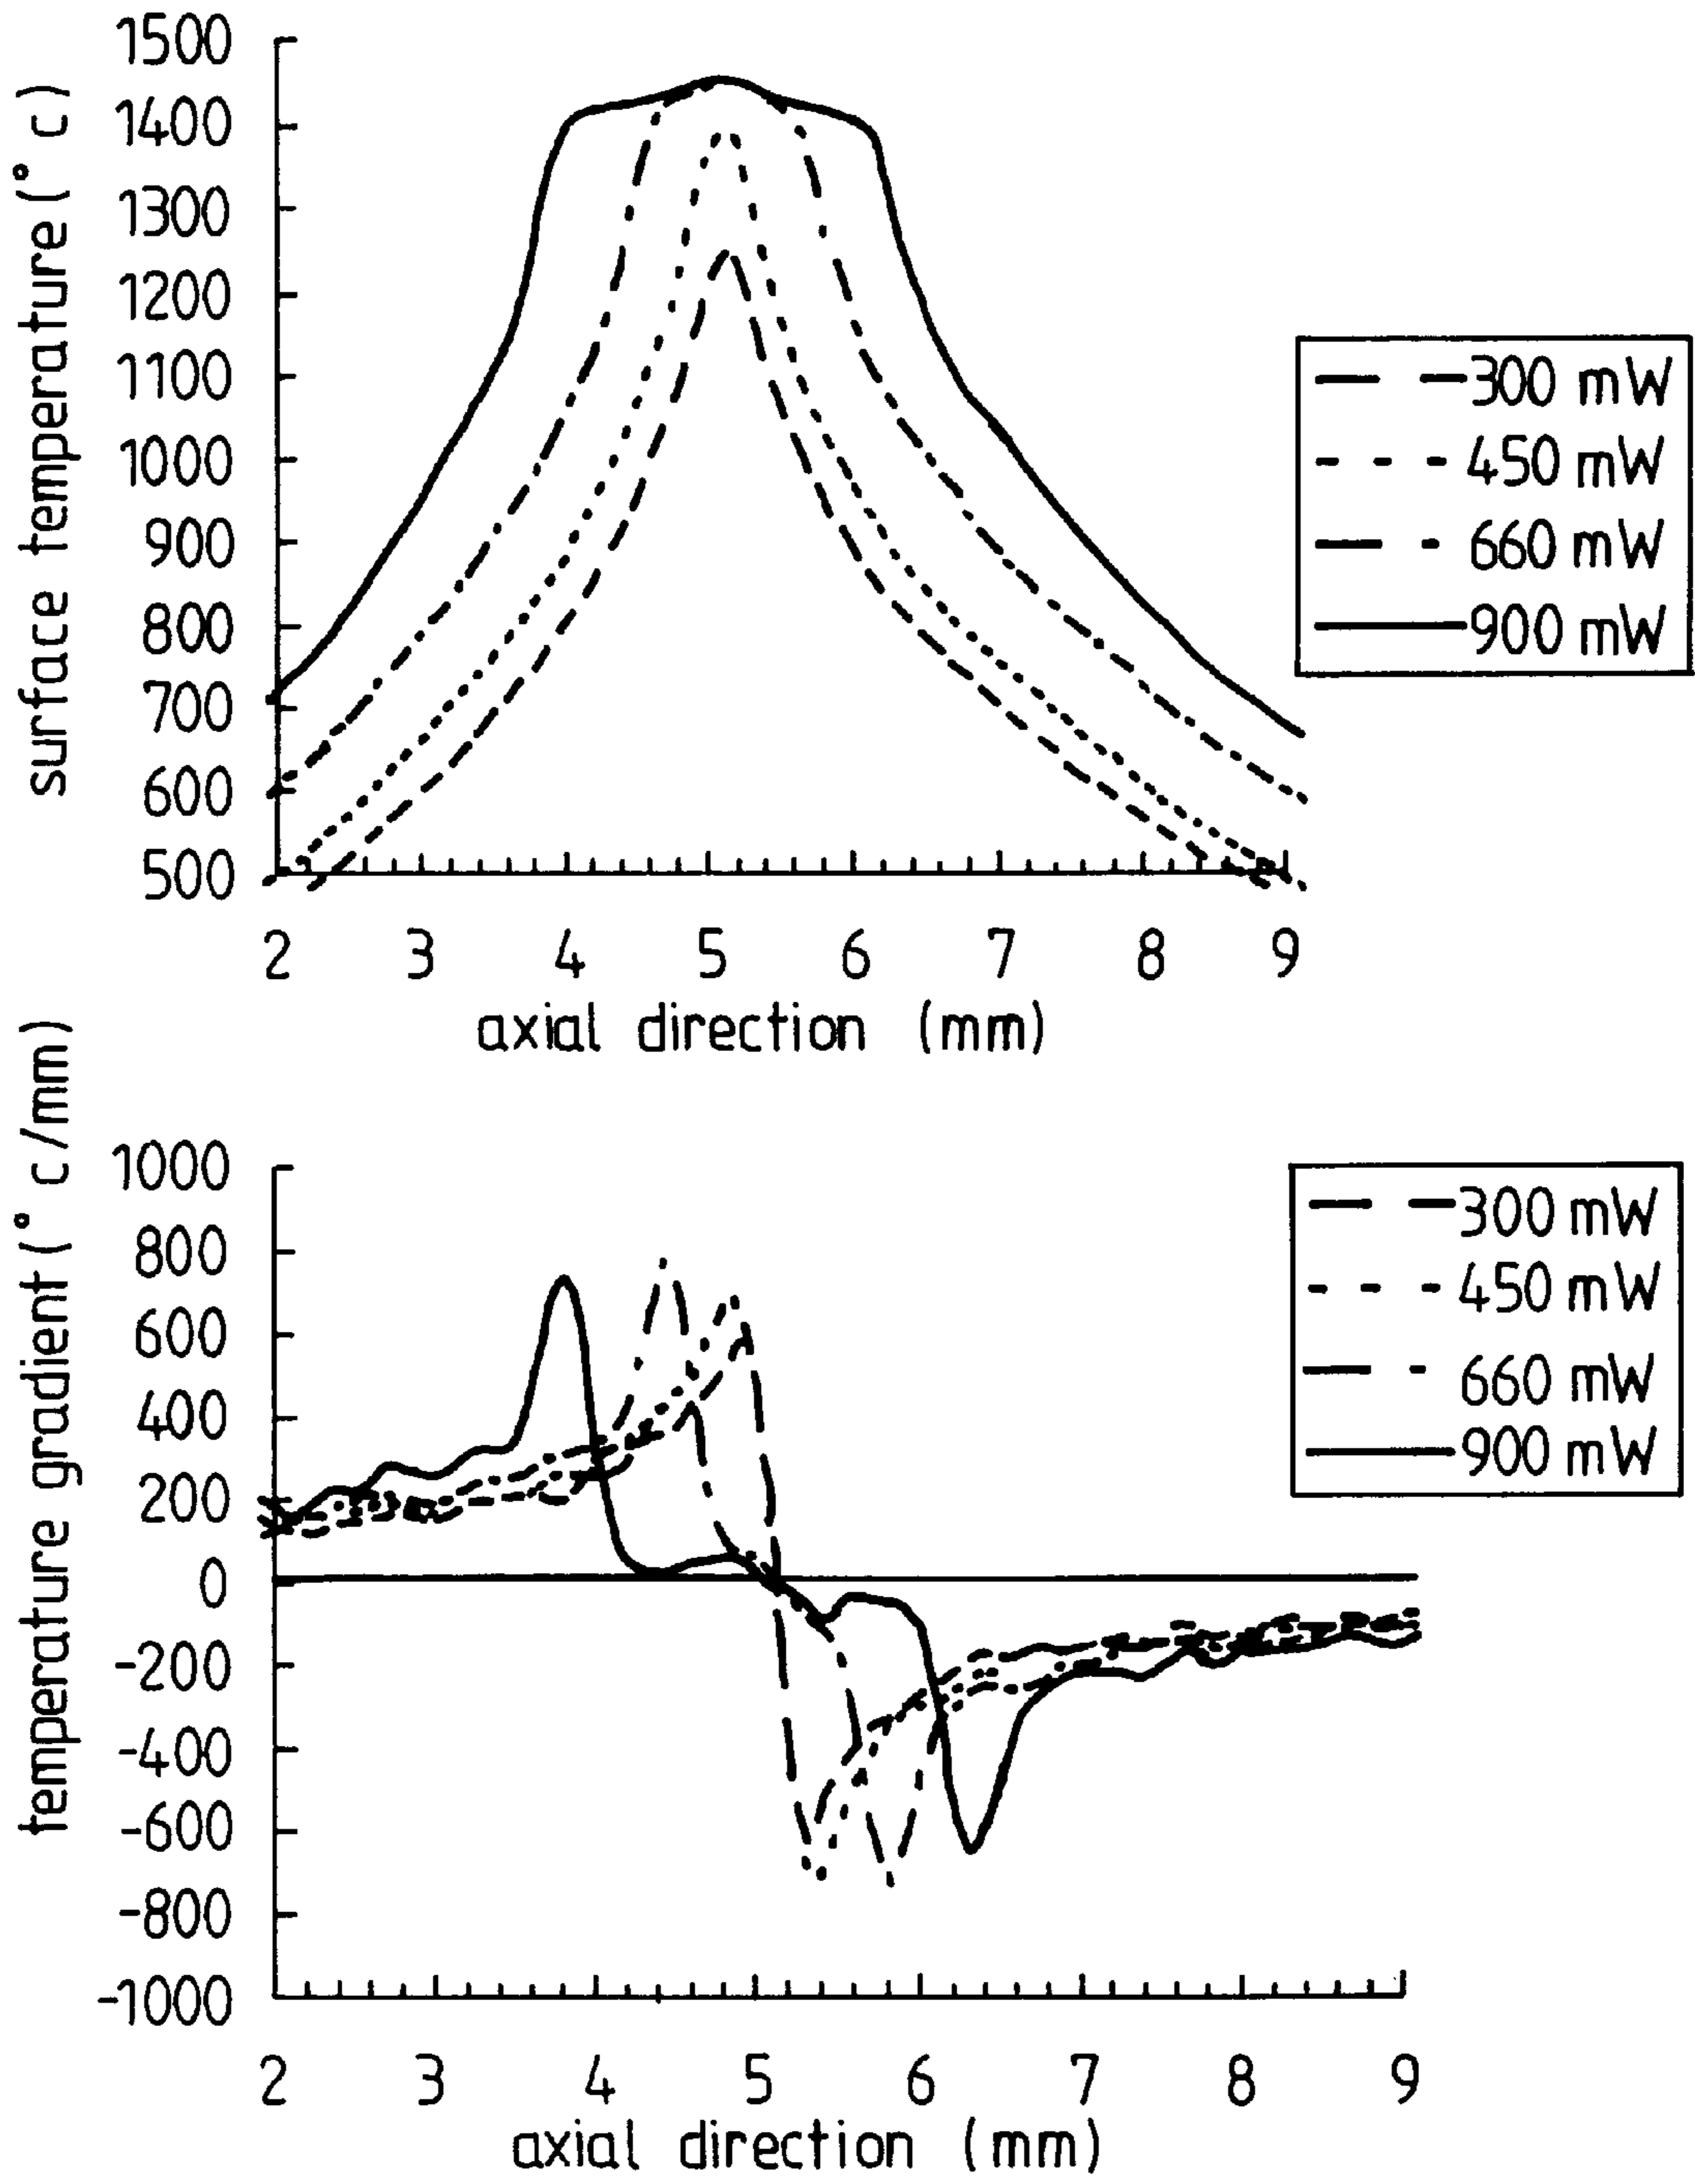 surface temperature(° c)
1500
1400
1300
1200
1100
1000
900
800
700
600
500
2 3 4 5 6 7 8 9
axial direction (mm)
300 mW
450 mW
660 mW
900 mW
temperature gradient(° c/mm)
1000
800
600
400
200
0
-200
-400
-600
-800
-1000
2 3 4 5 6 7 8 9
axial direction (mm)
300 mW
450 mW
660 mW
900 mW